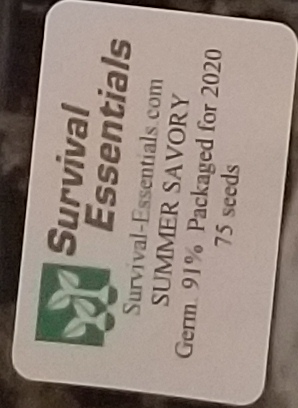 Survival
Essentials
Survival-Essentials.com
SUMMER SAVORY
Germ. 91% Packaged for 2020
75 seeds